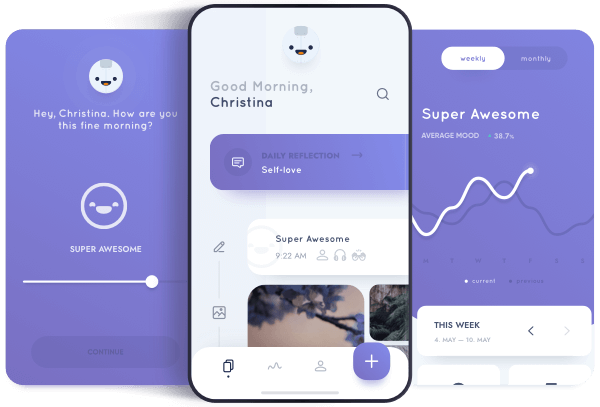 Hey, Christina. How are you
this fine morning?
SUPER AWESOME
CONTINUE
Good Morning,
Christina
DAILY REFLECTION
Self-love
Super Awesome
9:22 AM
weekly
monthly
Super Awesome
AVERAGE MOOD
38.7%
M T W T F S S
current
previous
THIS WEEK
4. MAY — 10. MAY